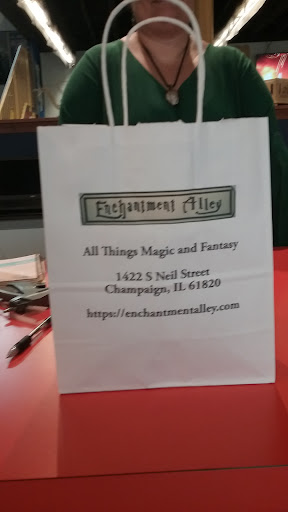 Enchantment Alley
All Things Magic and Fantasy
1422 S Neil Street
Champaign, IL 61820
https://enchantmentalley.com